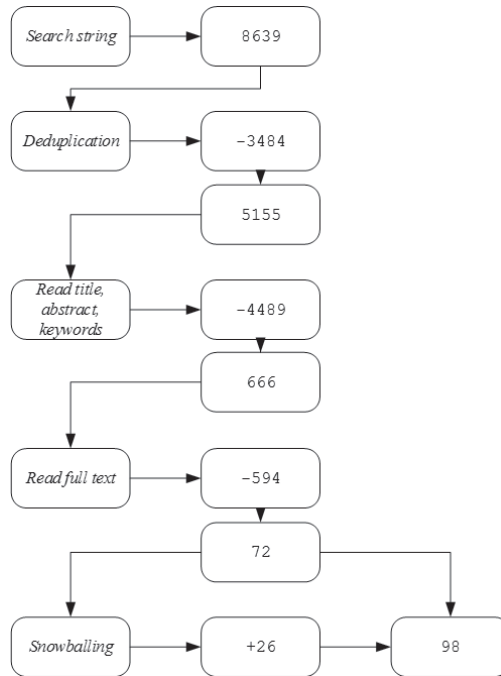 Search string
8639
Deduplication
-3484
5155
Read title,
abstract,
keywords
-4489
666
Read full text
-594
72
Snowballing
+26
98